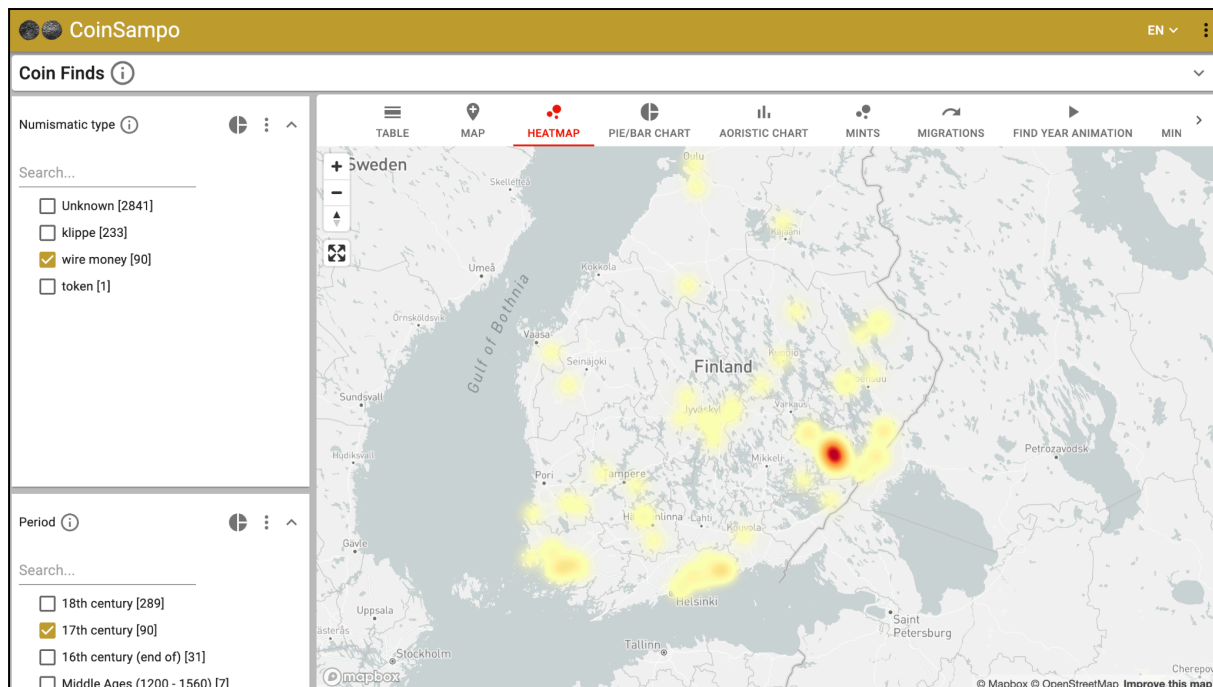 CoinSampo
EN
Coin Finds
Numismatic type
Search...
Unknown [2841]
klippe [233]
wire money [90]
token [1]
Period
Search...
18th century [289]
17th century [90]
16th century (end of) [31]
Middle Ages (1200 - 1560) [7]
TABLE
MAP
HEATMAP
PIE/BAR CHART
AORISTIC CHART
MINTS
MIGRATIONS
FIND YEAR ANIMATION
MIN
Sweden
Oulu
Skellefteå
Kajaani
Umeå
Kokkola
Gulf of Bothnia
Örnsköldsvik
Vaasa
Seinäjoki
Kuopio
Finland
Sundsvall
Varkaus
Hudiksvall
Mikkeli
Petrozavodsk
Pori
Tampere
Lahti
Kouvola
Gävle
Helsinki
Uppsala
Saint
Petersburg
Tallinn
Stockholm
Cherepov
mapbox
© Mapbox © OpenStreetMap Improve this map